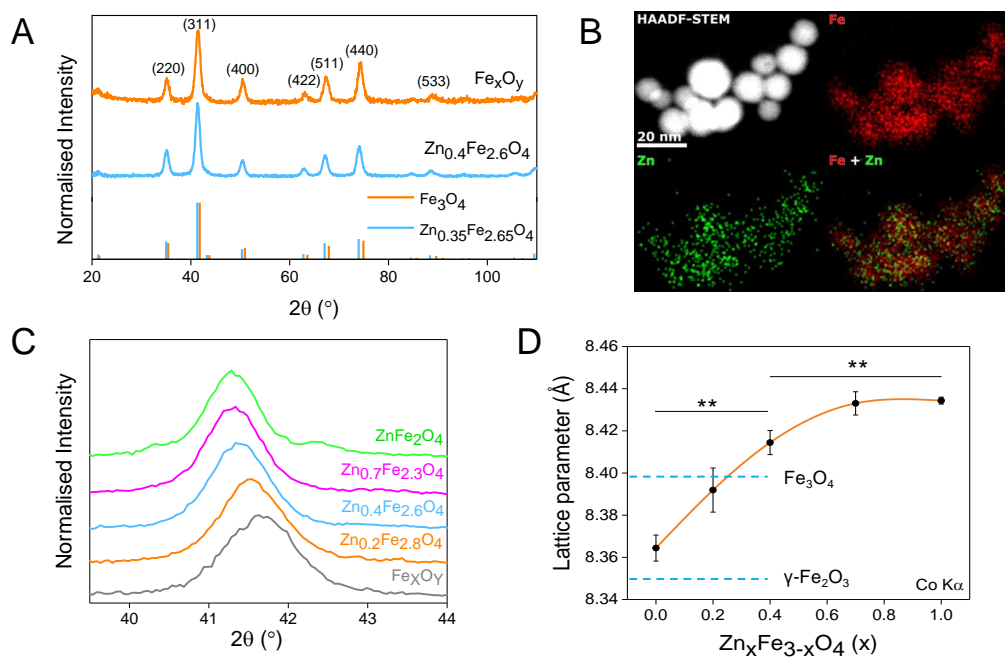 A
Normalised Intensity
(220)
(311)
(400)
(422)
(511)
(440)
(533)
FexOy
Zn0.4Fe2.6O4
Fe3O4
Zn0.35Fe2.65O4
20 40 60 80 100
2θ (°)
B
HAADF-STEM
20 nm
Fe
Zn
Fe + Zn
C
Normalised Intensity
ZnFe2O4
Zn0.7Fe2.3O4
Zn0.4Fe2.6O4
Zn0.2Fe2.8O4
FeXOY
40 41 42 43 44
2θ (°)
D
Lattice parameter (Å)
8.46
8.44
8.42
8.40
8.38
8.36
8.34
**
**
Fe3O4
γ-Fe2O3
Co Kα
0.0 0.2 0.4 0.6 0.8 1.0
ZnxFe3-xO4 (x)